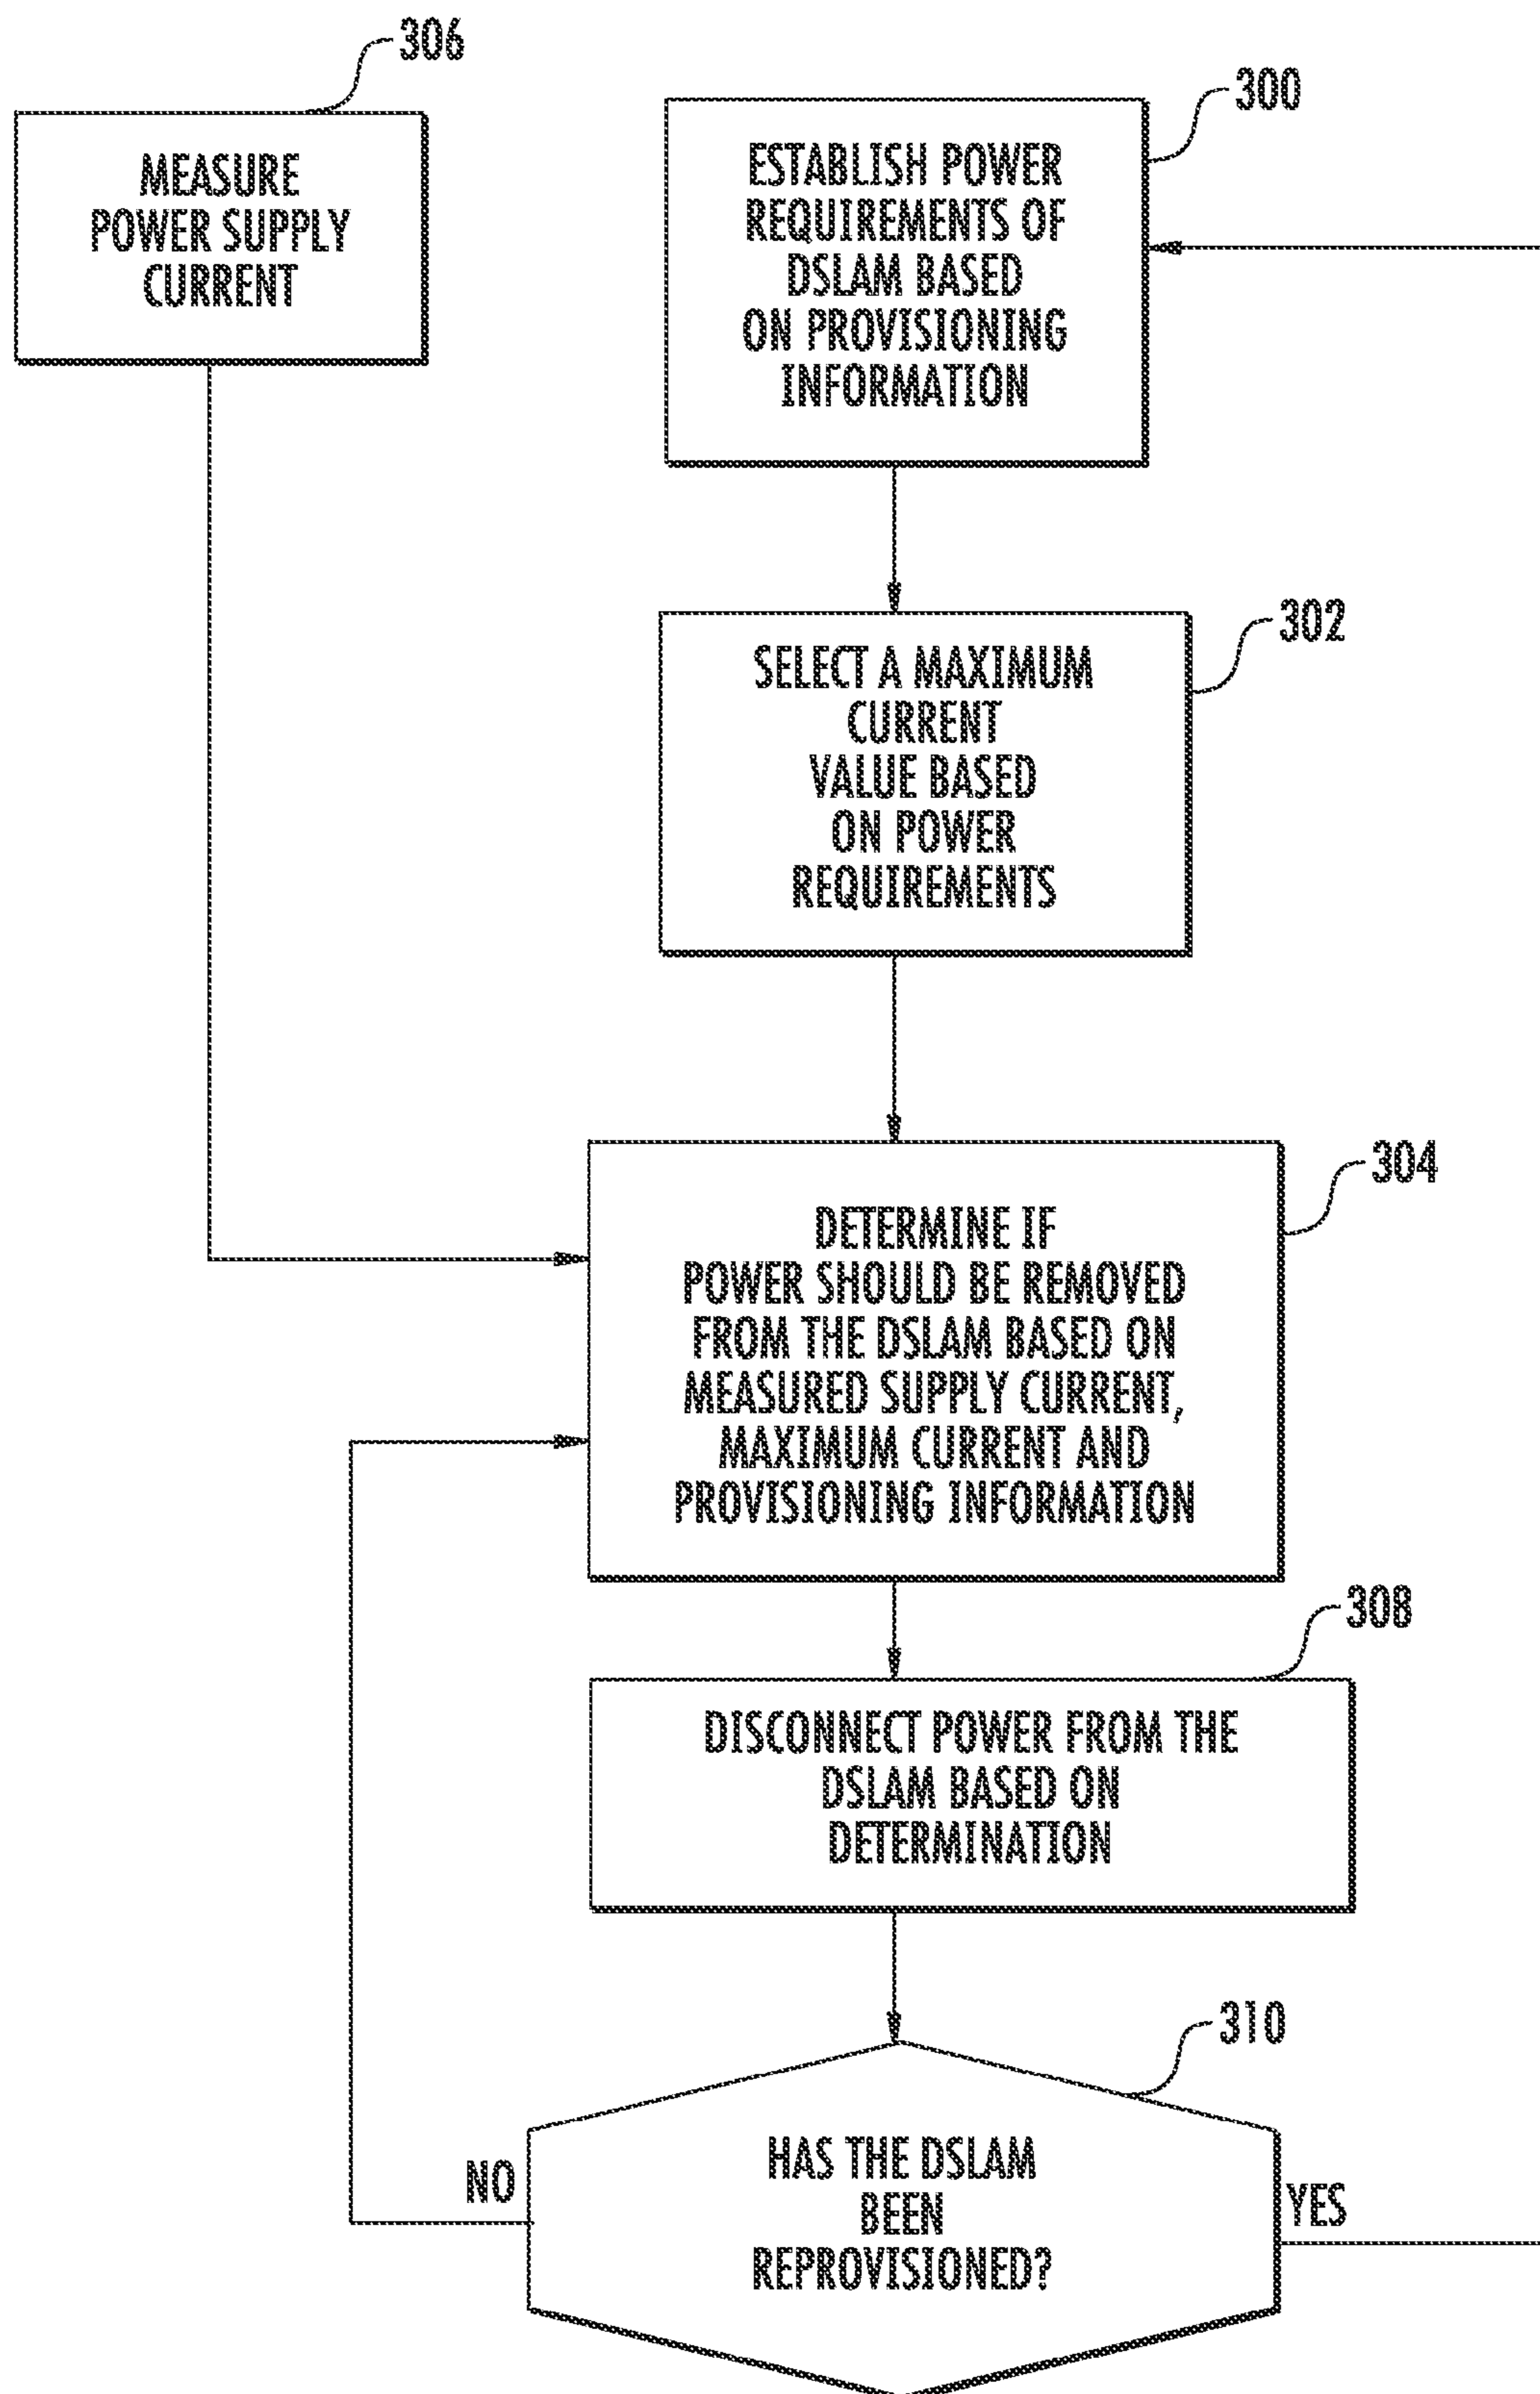 306
MEASURE
POWER SUPPLY
CURRENT
300
ESTABLISH POWER
REQUIREMENTS OF
DSLAM BASED
ON PROVISIONING
INFORMATION
302
SELECT A MAXIMUM
CURRENT
VALUE BASED
ON POWER
REQUIREMENTS
304
DETERMINE IF
POWER SHOULD BE REMOVED
FROM THE DSLAM BASED ON
MEASURED SUPPLY CURRENT,
MAXIMUM CURRENT AND
PROVISIONING INFORMATION
308
DISCONNECT POWER FROM THE
DSLAM BASED ON
DETERMINATION
310
HAS THE DSLAM
BEEN
REPROVISIONED?
NO
YES